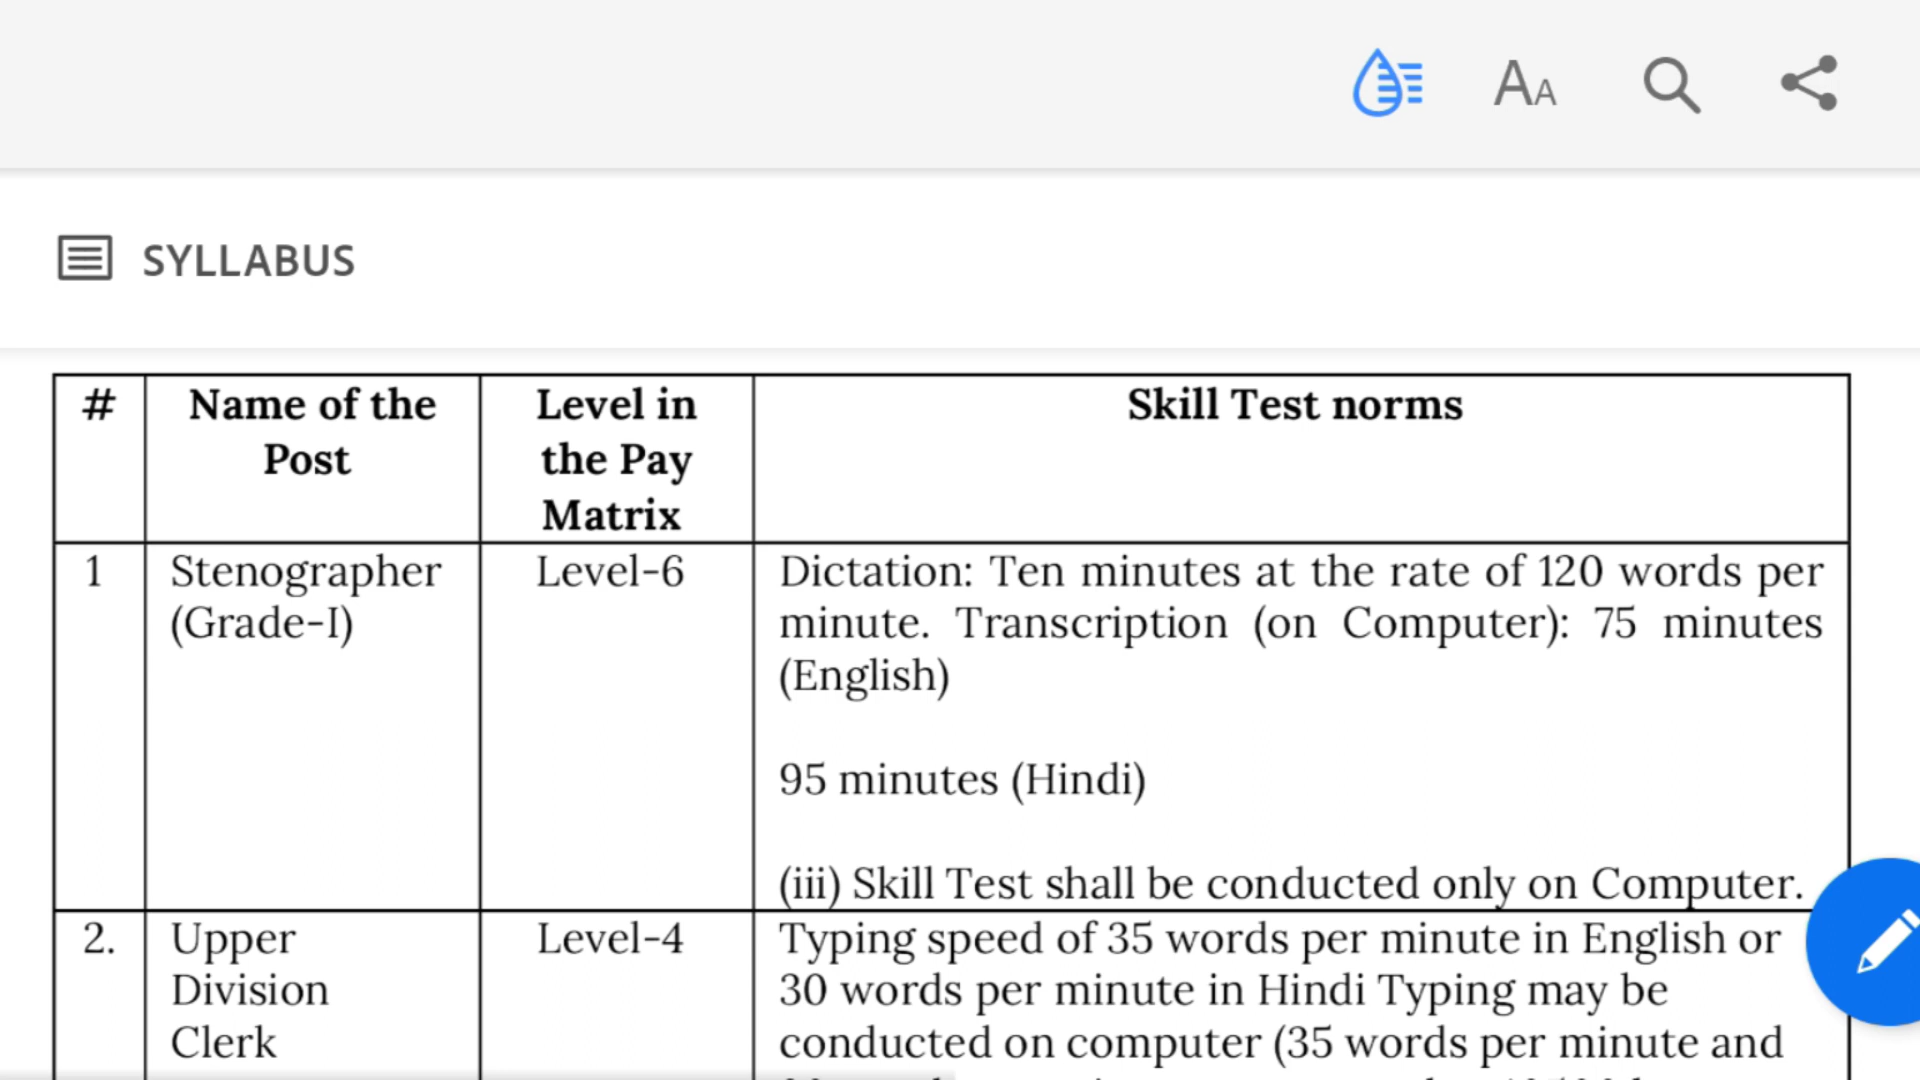 AA
SYLLABUS
# Name of the Level in Skill Test norms
Post the Pay
Matrix
1 Stenographer Level-6 Dictation: Ten minutes at the rate of 120 words per
(Grade-I) minute. Transcription (on Computer): 75 minutes
(English)
95 minutes (Hindi)
(iii) Skill Test shall be conducted only on Computer.
2. Upper Level-4 Typing speed of 35 words per minute in English or
Division 30 words per minute in Hindi Typing may be
Clerk conducted on computer (35 words per minute and